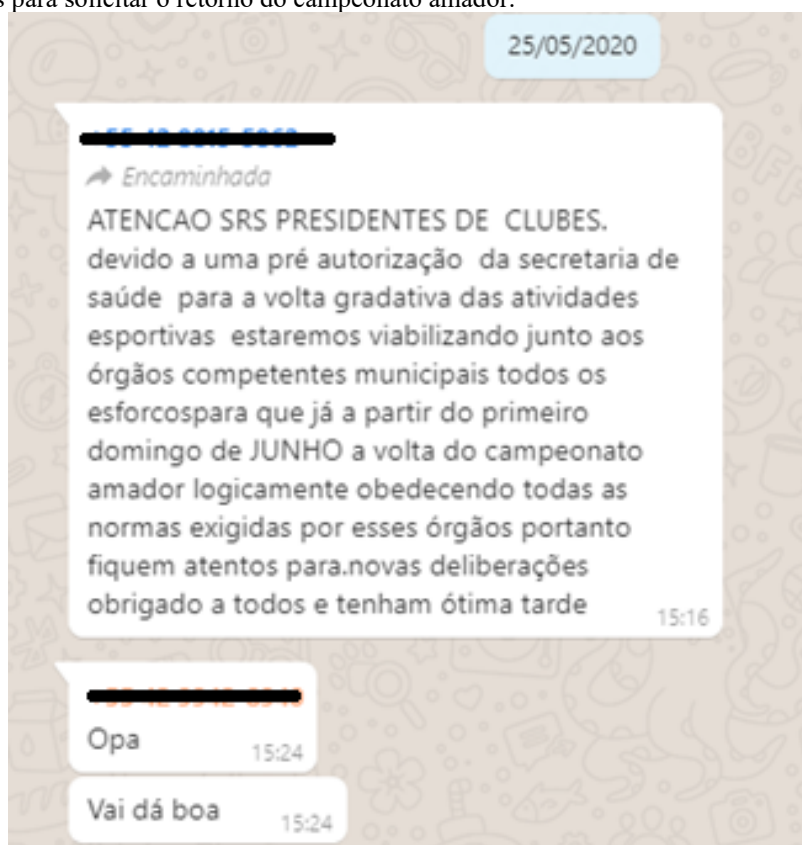 s para solicitar o retorno do campeonato amador.
25/05/2020
Encaminhada
ATENCAO SRS PRESIDENTES DE CLUBES.
devido a uma pré autorização da secretaria de
saúde para a volta gradativa das atividades
esportivas estaremos viabilizando junto aos
órgãos competentes municipais todos os
esforcospara que já a partir do primeiro
domingo de JUNHO a volta do campeonato
amador logicamente obedecendo todas as
normas exigidas por esses órgãos portanto
fiquem atentos para.novas deliberações
obrigado a todos e tenham ótima tarde
15:16
Opa
15:24
Vai dá boa
15:24